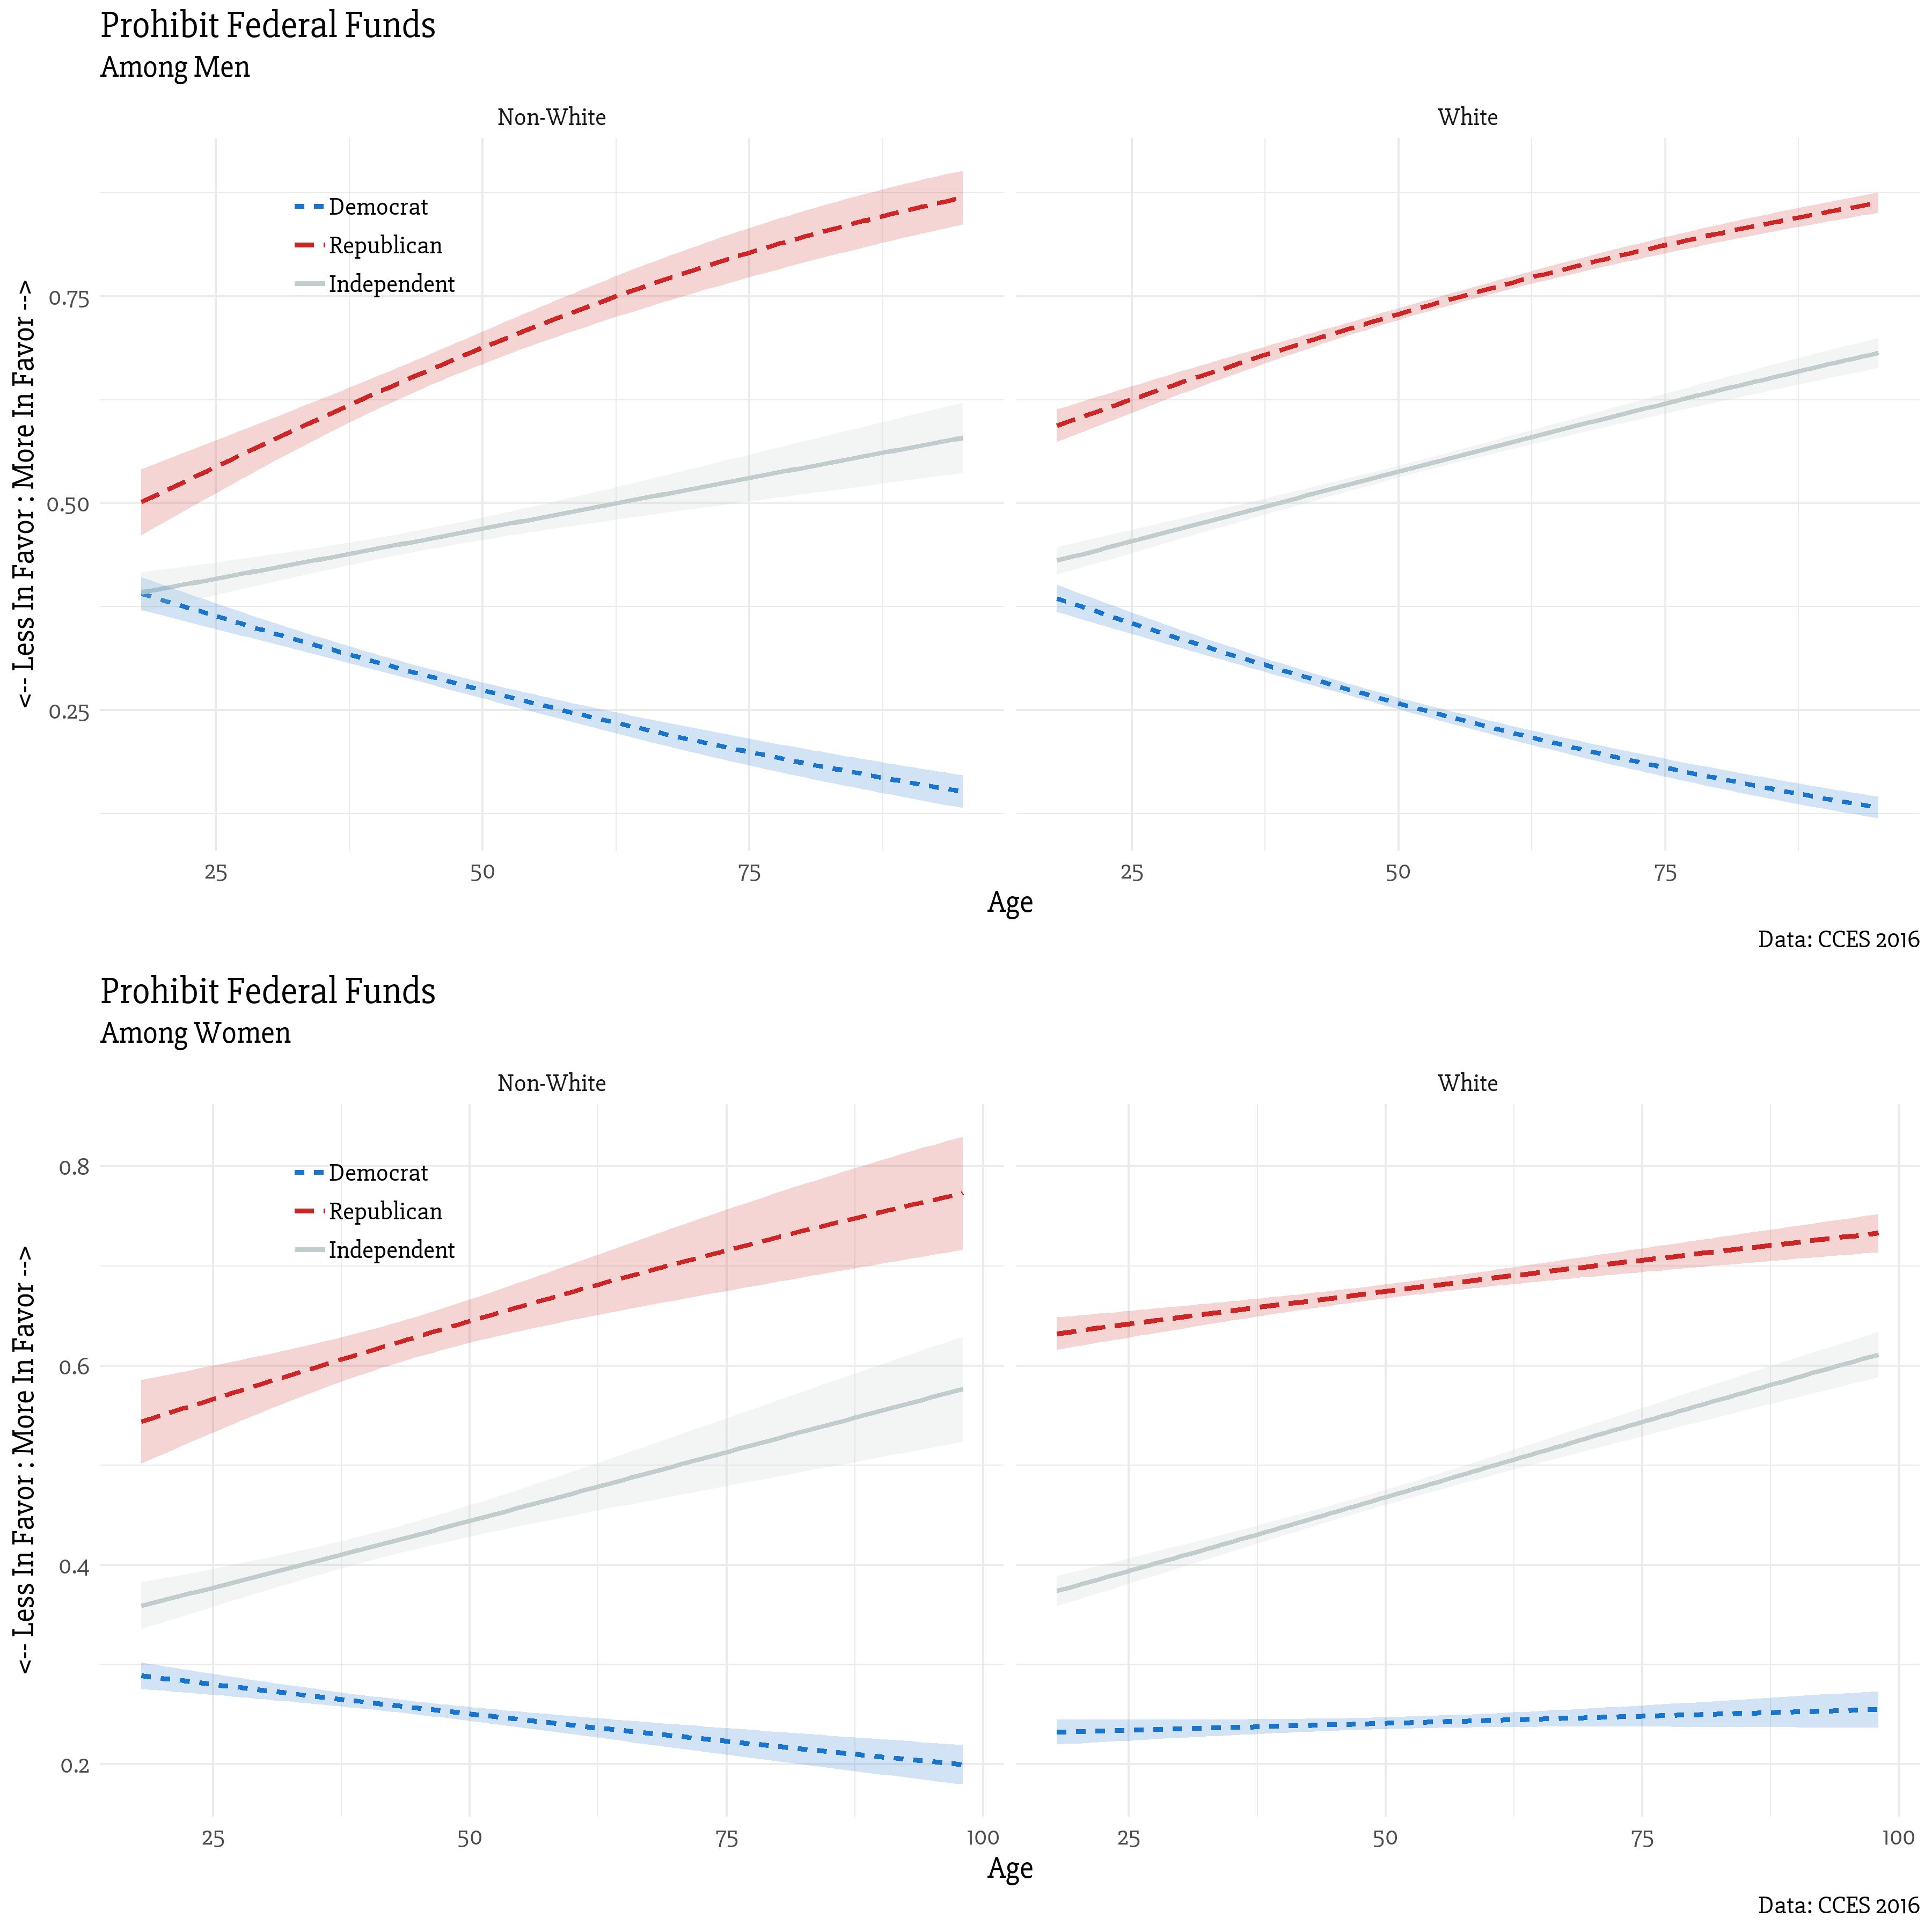 Prohibit Federal Funds
Among Men
Non-White
White
Democrat
Republican
Independent
<-- Less In Favor : More In Favor -->
0.75
0.50
0.25
25
50
75
25
50
75
Age
Data: CCES 2016
Prohibit Federal Funds
Among Women
Non-White
White
Democrat
Republican
Independent
<-- Less In Favor : More In Favor -->
0.8
0.6
0.4
0.2
25
50
75
100
25
50
75
100
Age
Data: CCES 2016